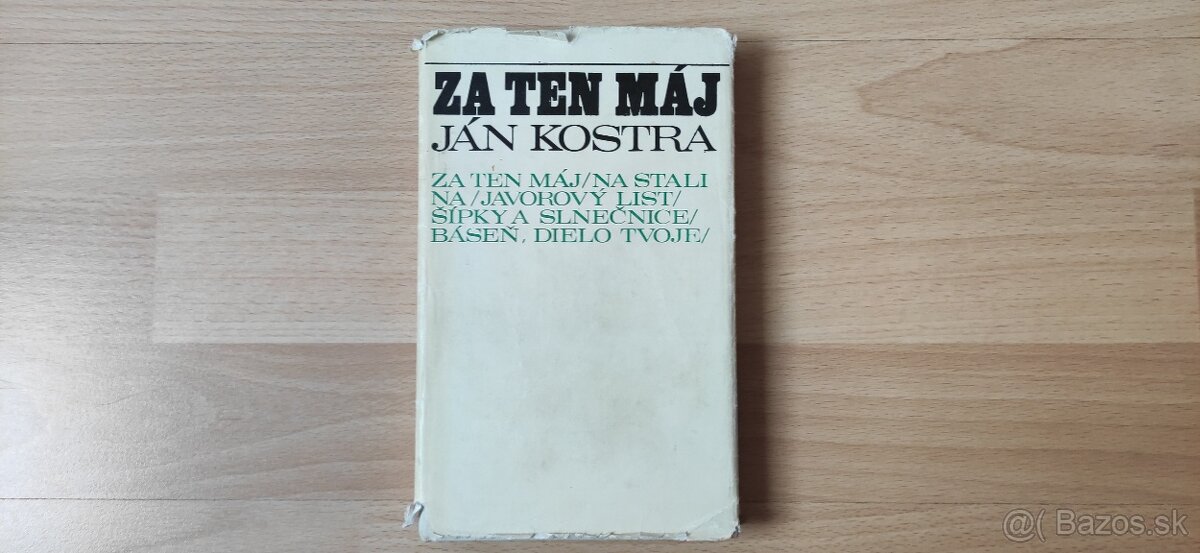 ZA TEN MÁJ
JÁN KOSTRA
ZA TEN MÁJ/NA STALI
NA/JAVOROVÝ LIST/
ŠÍPKY A SLNEČNICE/
BÁSEŇ, DIELO TVOJE/
@( Bazos.sk